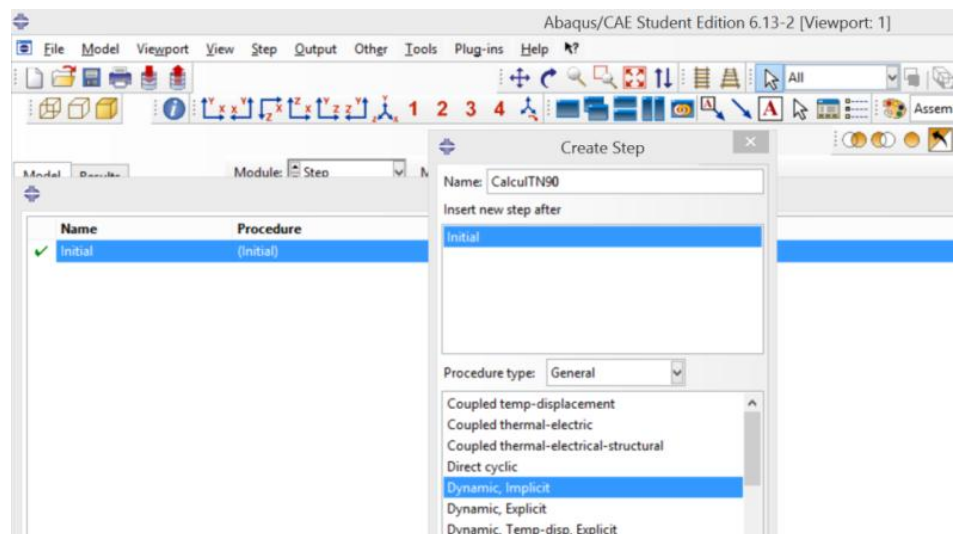 Abaqus/CAE Student Edition 6.13-2 [Viewport: 1]
File Model Viewport View Step Output Other Tools Plug-ins Help
All
1 2 3 4 A Assem
Create Step
Model Results Module: Step M
Name: CalculTN90
Insert new step after
Initial
Name Procedure
Initial (Initial)
Procedure type: General
Coupled temp-displacement
Coupled thermal-electric
Coupled thermal-electrical-structural
Direct cyclic
Dynamic, Implicit
Dynamic, Explicit
Dynamic, Temp-disp, Explicit